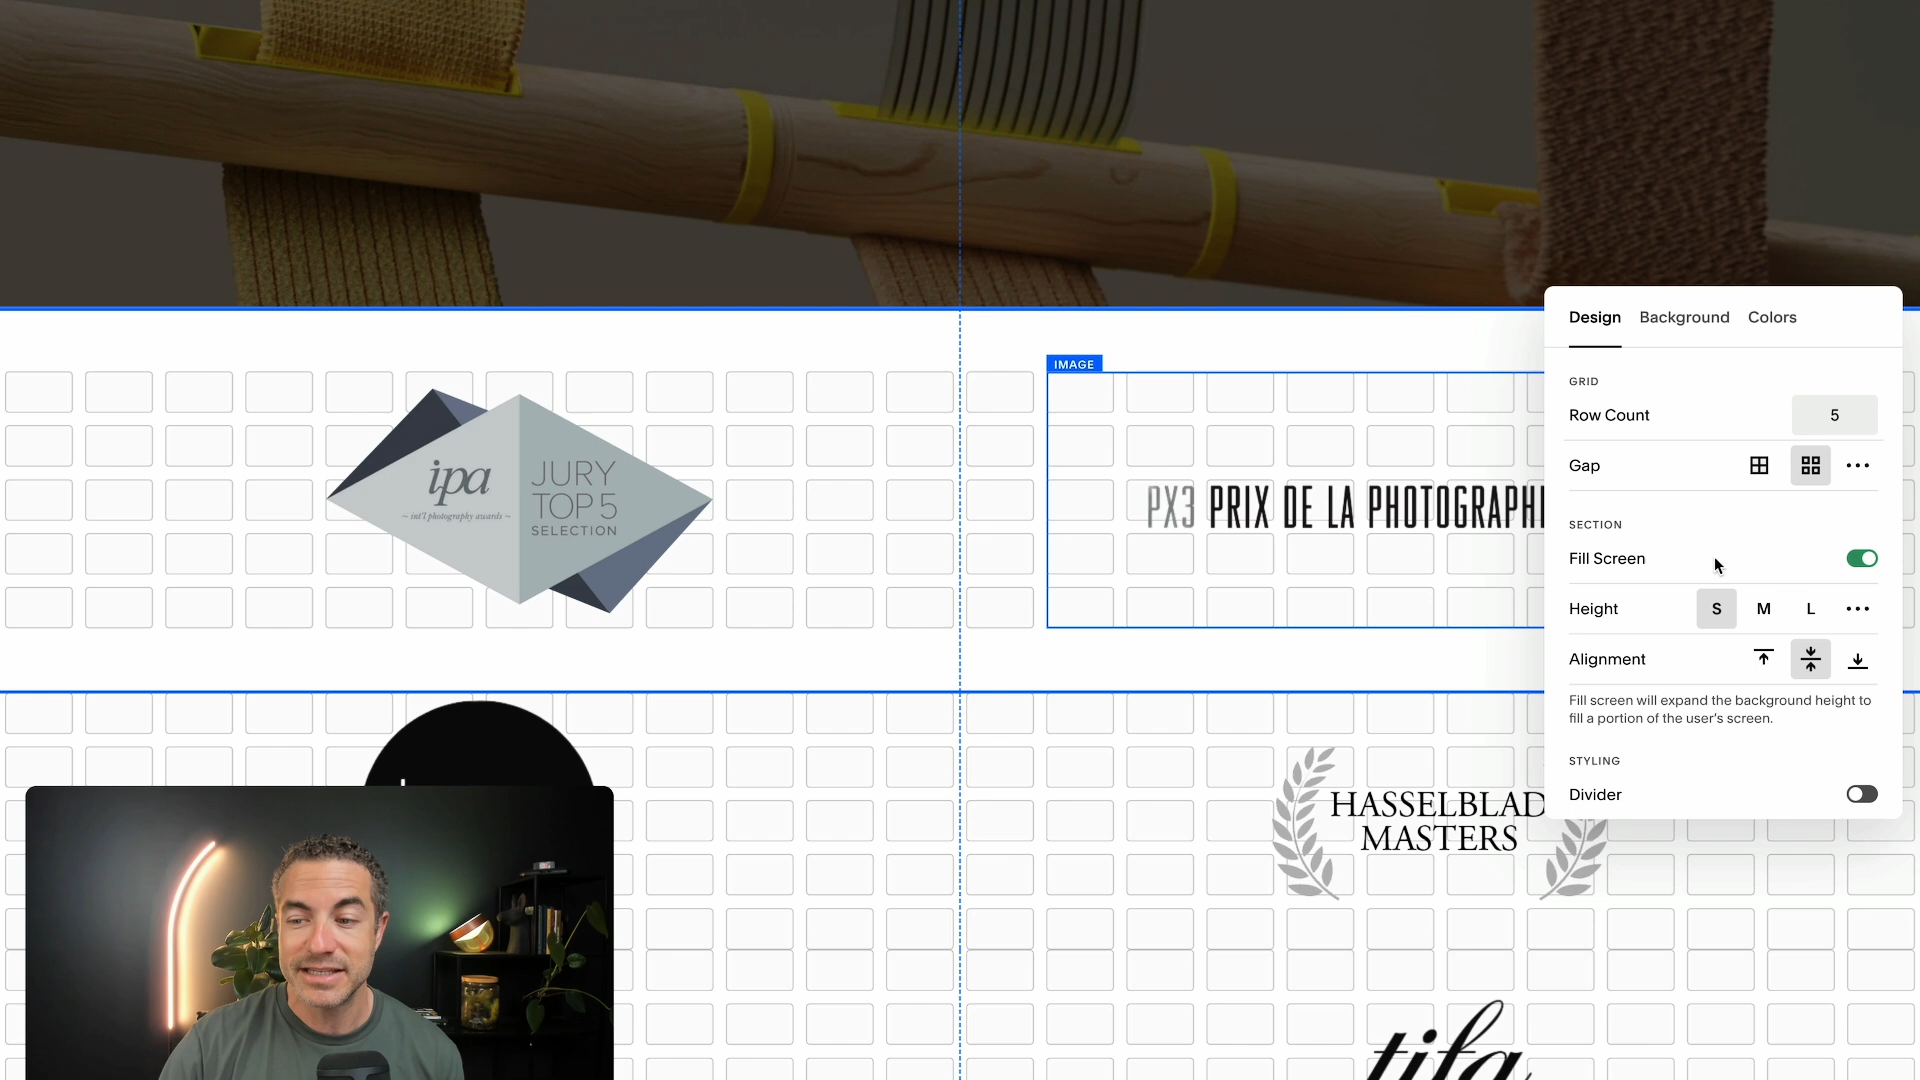 Design Background Colors
IMAGE
GRID
Row Count 5
Gap
SECTION
Fill Screen
Height S M L
Alignment
Fill screen will expand the background height to
fill a portion of the user's screen.
STYLING
Divider
ipa
~ int'l photography awards ~
JURY
TOP 5
SELECTION
PX3 PRIX DE LA PHOTOGRAPHI
HASSELBLAD
MASTERS
tifa